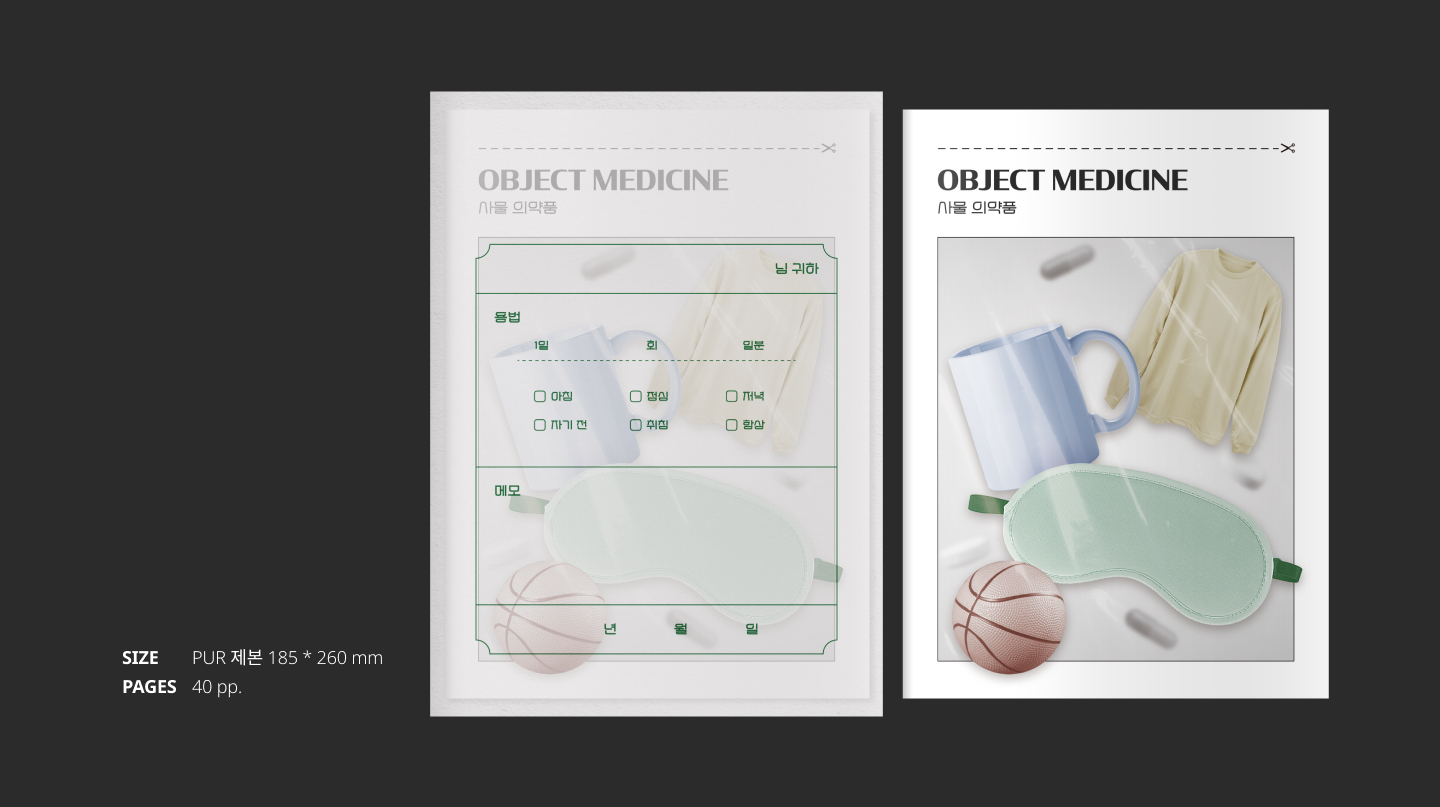 SIZE PUR 제본 185 * 260 mm
PAGES 40 pp.
OBJECT MEDICINE
사물 의약품
님 귀하
용법
1일 회 일분
아침 점심 저녁
자기 전 취침 항상
메모
년 월 일
OBJECT MEDICINE
사물 의약품